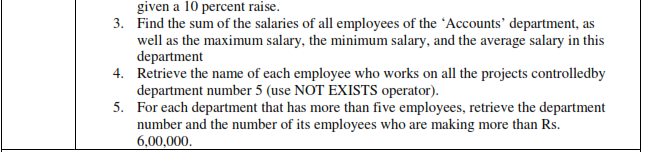 given a 10 percent raise.
3. Find the sum of the salaries of all employees of the ‘Accounts’ department, as
well as the maximum salary, the minimum salary, and the average salary in this
department
4. Retrieve the name of each employee who works on all the projects controlledby
department number 5 (use NOT EXISTS operator).
5. For each department that has more than five employees, retrieve the department
number and the number of its employees who are making more than Rs.
6,00,000.